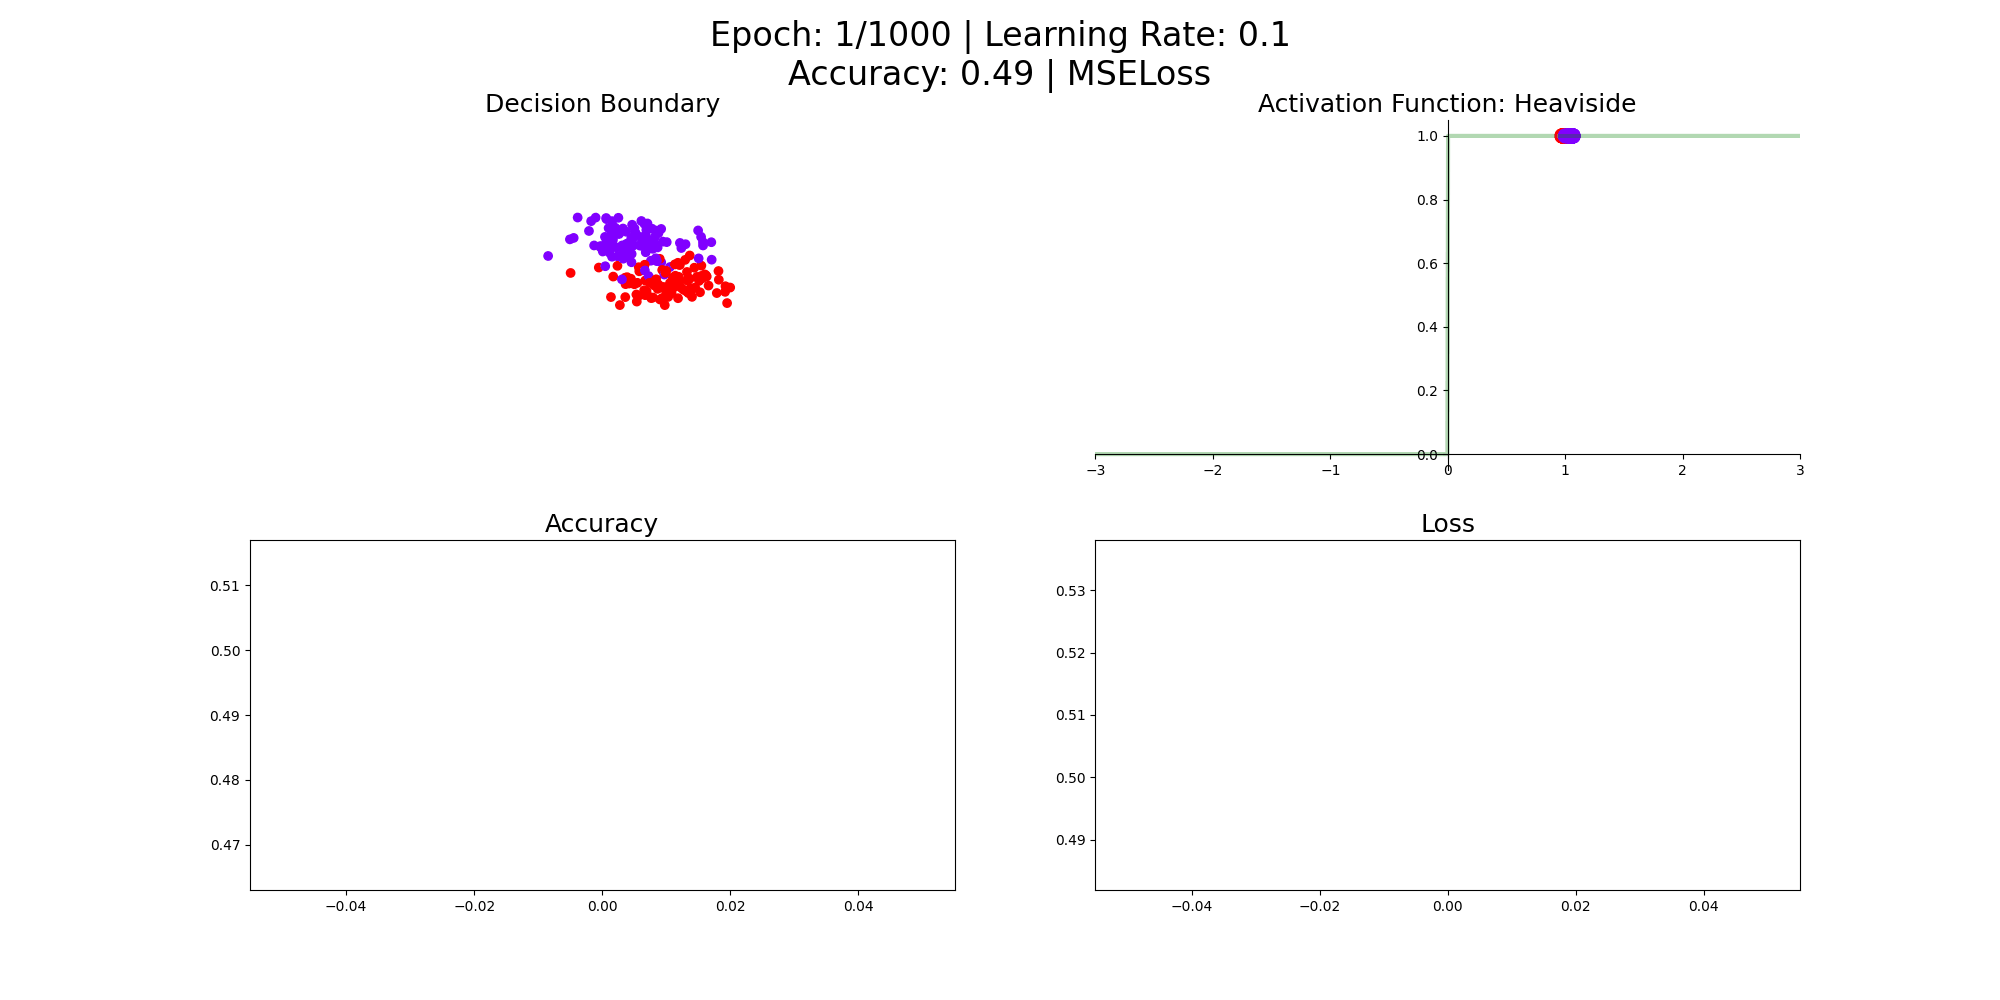 Epoch: 1/1000 | Learning Rate: 0.1
Accuracy: 0.49 | MSELoss
Decision Boundary
Activation Function: Heaviside
1.0
0.8
0.6
0.4
0.2
0.0
−3 −2 −1 0 1 2 3
Accuracy
0.51
0.50
0.49
0.48
0.47
−0.04 −0.02 0.00 0.02 0.04
Loss
0.53
0.52
0.51
0.50
0.49
−0.04 −0.02 0.00 0.02 0.04